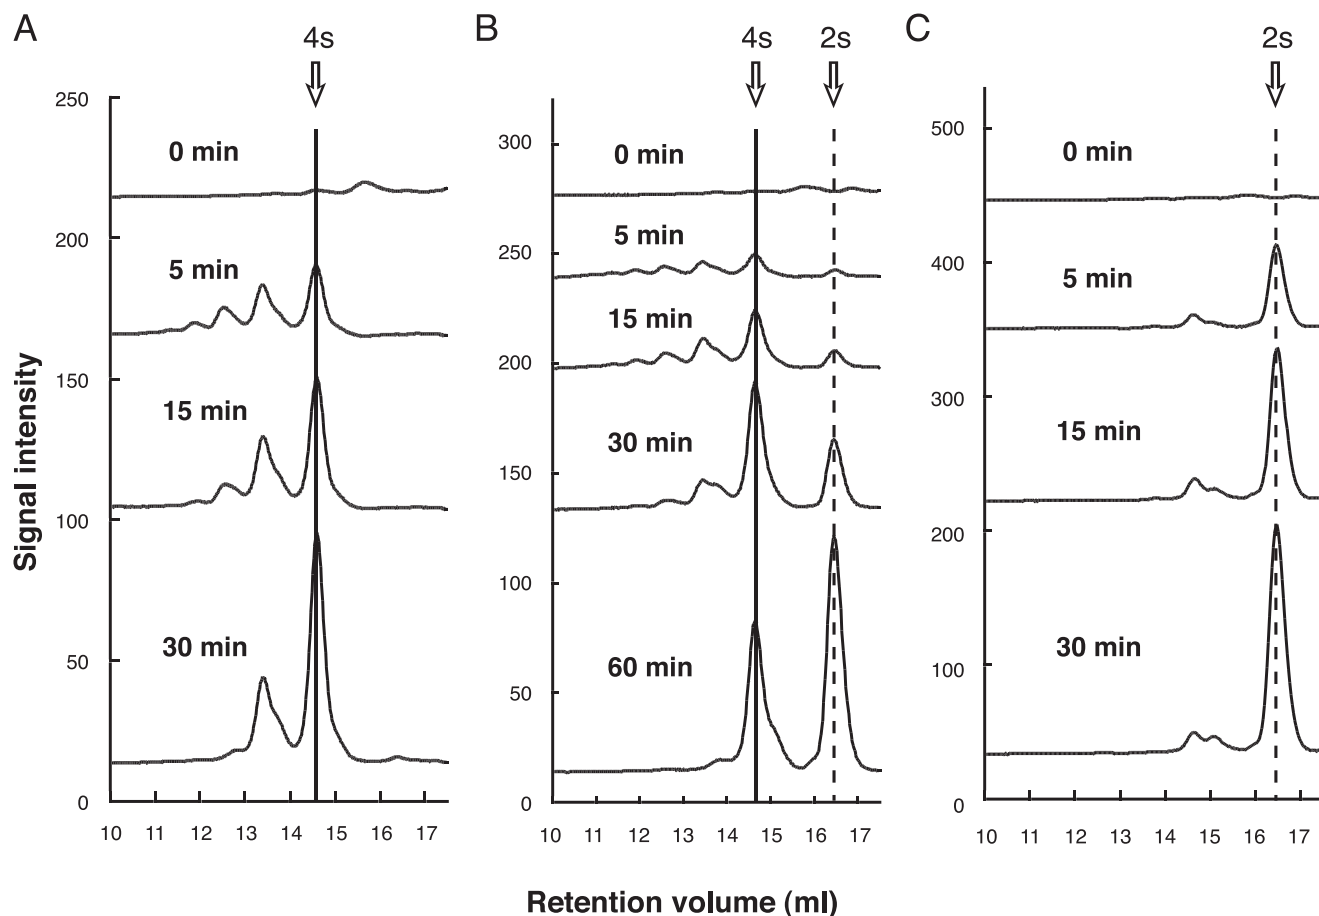 A
4s
250
200
150
100
50
0
0 min
5 min
15 min
30 min
10 11 12 13 14 15 16 17
B
4s 2s
300
250
200
150
100
50
0
0 min
5 min
15 min
30 min
60 min
10 11 12 13 14 15 16 17
C
2s
500
400
300
200
100
0
0 min
5 min
15 min
30 min
10 11 12 13 14 15 16 17
Signal intensity
Retention volume (ml)